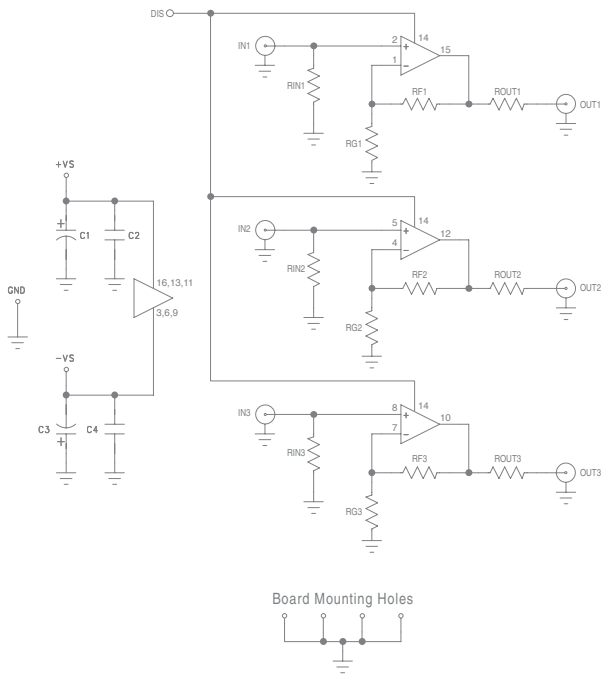 DIS
14
IN1
2
+
15
1
−
RIN1
RF1
ROUT1
OUT1
RG1
+VS
+
C1
C2
14
IN2
5
+
12
4
−
RIN2
RF2
ROUT2
OUT2
RG2
16,13,11
3,6,9
GND
-VS
C3
+
C4
14
IN3
8
+
10
7
−
RIN3
RF3
ROUT3
OUT3
RG3
Board Mounting Holes